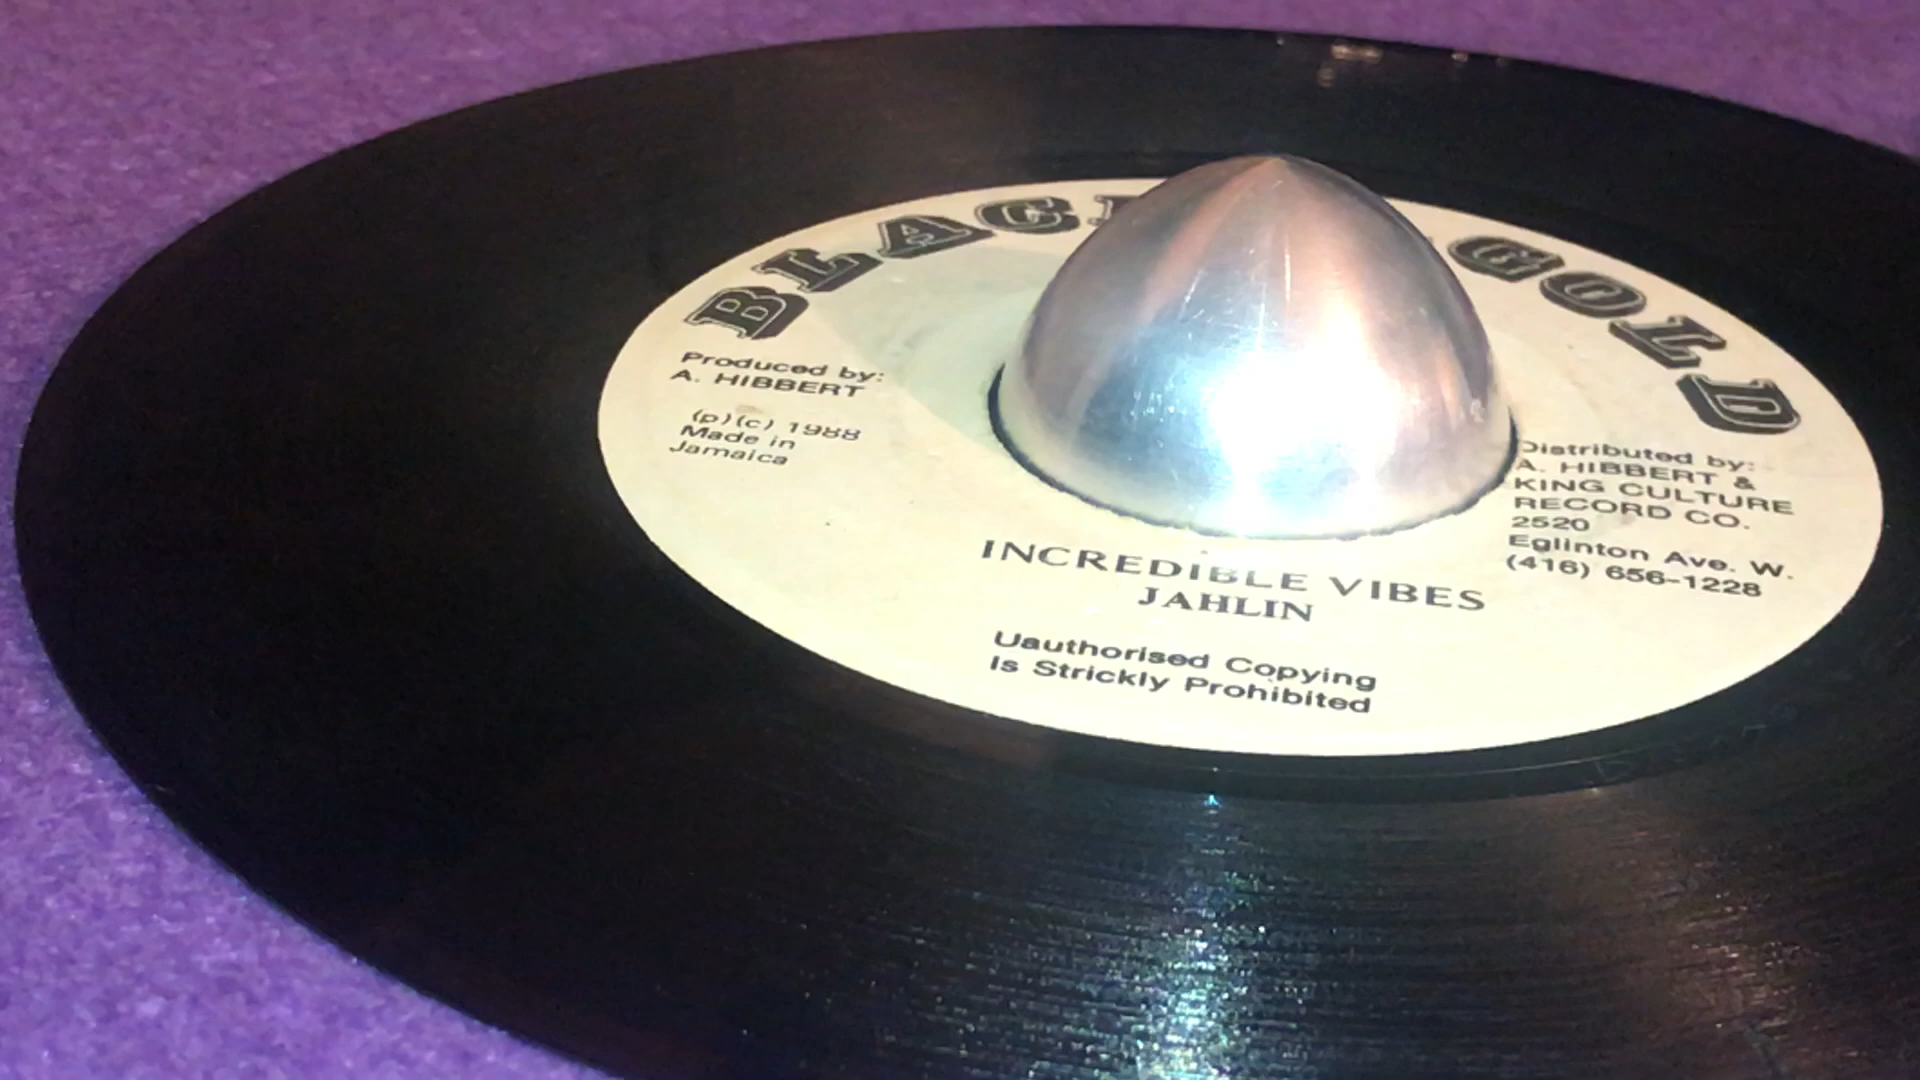 BLACK GOLD
Produced by:
A. HIBBERT
(p)(c) 1988
Made in
Jamaica
Distributed by:
A. HIBBERT &
KING CULTURE
RECORD CO.
2520
Eglinton Ave. W.
(416) 656-1228
INCREDIBLE VIBES
JAHLIN
Uauthorised Copying
Is Strickly Prohibited